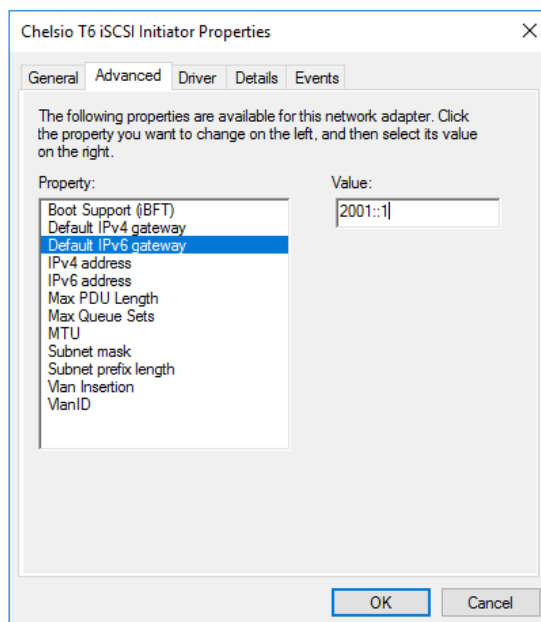 Chelsio T6 iSCSI Initiator Properties
General Advanced Driver Details Events
The following properties are available for this network adapter. Click
the property you want to change on the left, and then select its value
on the right.
Property:
Value:
Boot Support (iBFT)
Default IPv4 gateway
Default IPv6 gateway
IPv4 address
IPv6 address
Max PDU Length
Max Queue Sets
MTU
Subnet mask
Subnet prefix length
Vlan Insertion
VlanID
2001::1
OK
Cancel